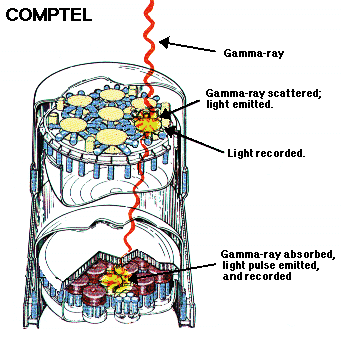 COMPTEL
Gamma-ray
Gamma-ray scattered;
light emitted.
Light recorded.
Gamma-ray absorbed,
light pulse emitted,
and recorded